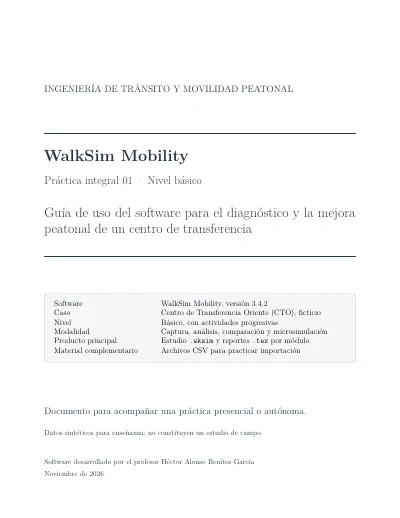 INGENIERÍA DE TRÁNSITO Y MOVILIDAD PEATONAL
WalkSim Mobility
Práctica integral 01 · Nivel básico
Guía de uso del software para el diagnóstico y la mejora
peatonal de un centro de transferencia
Software WalkSim Mobility, versión 3.4.2
Caso Centro de Transferencia Oriente (CTO), ficticio
Nivel Básico, con actividades progresivas
Modalidad Captura, análisis, comparación y microsimulación
Producto principal Estudio .wksim y reportes .tex por módulo
Material complementario Archivos CSV para practicar importación
Documento para acompañar una práctica presencial o autónoma.
Datos sintéticos para enseñanza; no constituyen un estudio de campo.
Software desarrollado por el profesor Héctor Alonso Benítez García
Noviembre de 2026